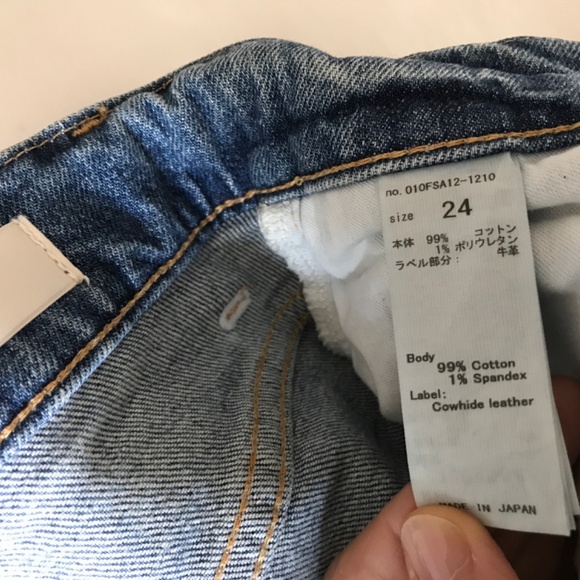 no. 010FSA12-1210
size 24
本体 99% コットン
1% ポリウレタン
ラベル部分： 牛革
Body
99% Cotton
1% Spandex
Label:
Cowhide leather
MADE IN JAPAN